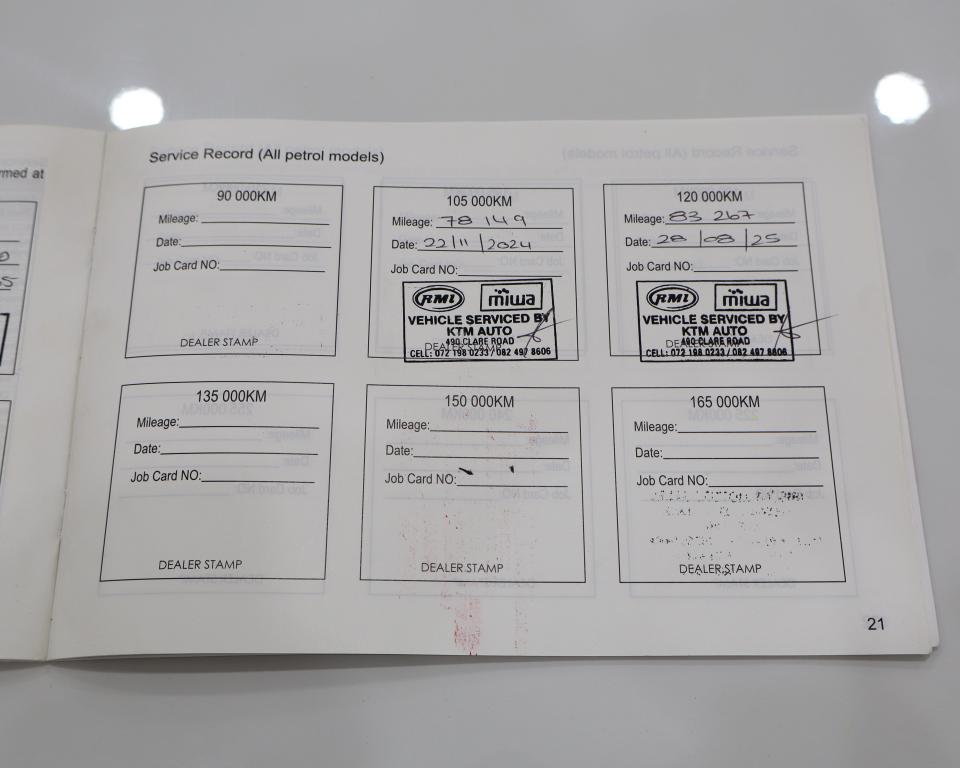 rmed at
Service Record (All petrol models)
90 000KM
Mileage:
Date:
Job Card NO:
DEALER STAMP
105 000KM
Mileage: 78 149
Date: 22/11/2024
Job Card NO:
RMI miwa
VEHICLE SERVICED BY
KTM AUTO
490 CLARE ROAD
DEALER STAMP
CELL: 072 198 0233 / 082 497 8606
120 000KM
Mileage: 83 267
Date: 28/08/25
Job Card NO:
RMI miwa
VEHICLE SERVICED BY
KTM AUTO
490 CLARE ROAD
DEALER STAMP
CELL: 072 198 0233 / 082 497 8606
135 000KM
Mileage:
Date:
Job Card NO:
DEALER STAMP
150 000KM
Mileage:
Date:
Job Card NO:
DEALER STAMP
165 000KM
Mileage:
Date:
Job Card NO:
DEALER STAMP
21